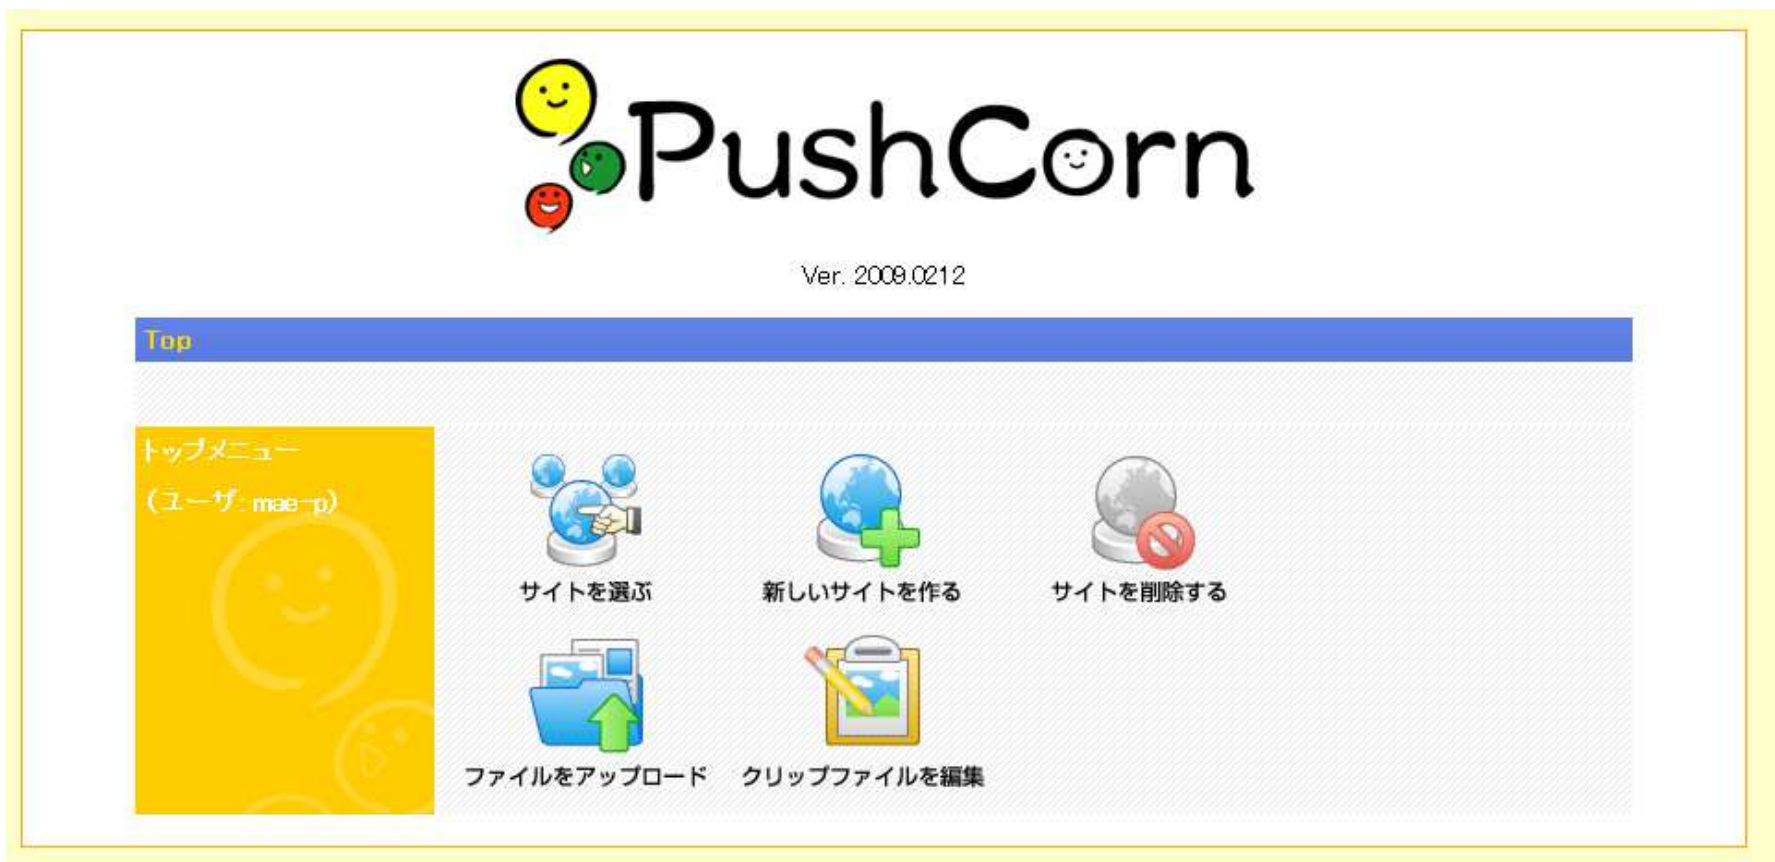 PushCorn
Ver. 2009.0212
Top
トップメニュー
(ユーザ: mae-p)
サイトを選ぶ 新しいサイトを作る サイトを削除する
ファイルをアップロード クリップファイルを編集